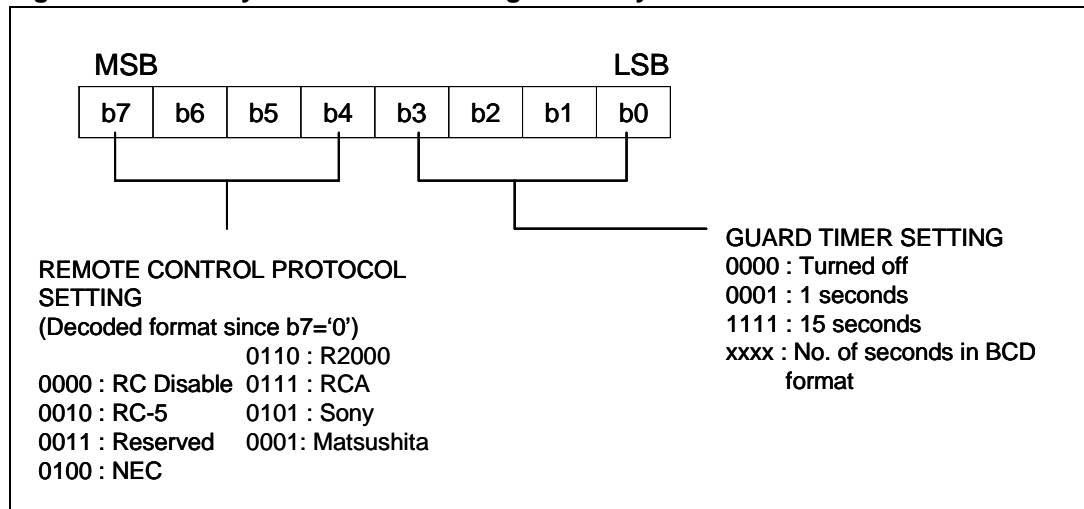 MSB LSB
b7 b6 b5 b4 b3 b2 b1 b0
REMOTE CONTROL PROTOCOL
SETTING
(Decoded format since b7=‘0’)
0110 : R2000
0000 : RC Disable 0111 : RCA
0010 : RC-5 0101 : Sony
0011 : Reserved 0001: Matsushita
0100 : NEC
GUARD TIMER SETTING
0000 : Turned off
0001 : 1 seconds
1111 : 15 seconds
xxxx : No. of seconds in BCD
format